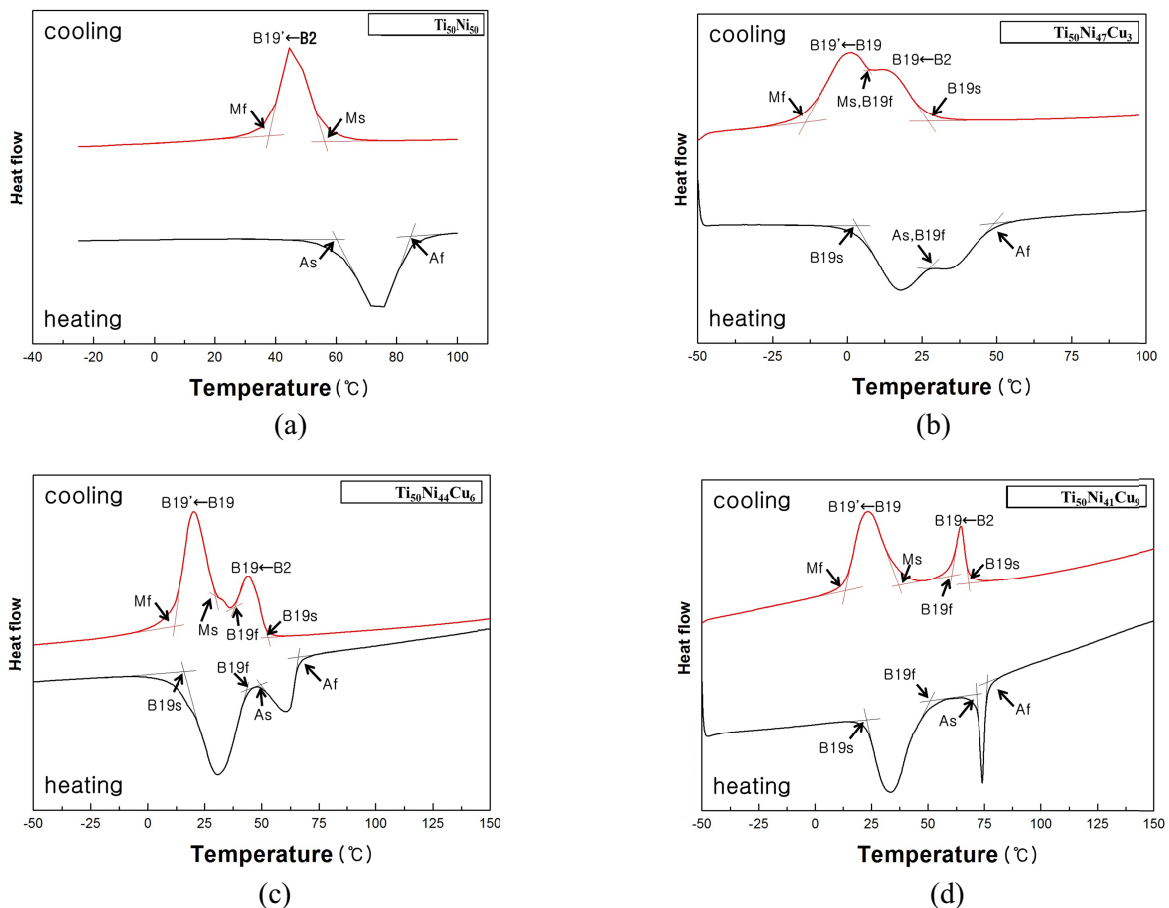 cooling
Ti₅₀Ni₅₀
B19'←B2
Mf
Ms
As
Af
heating
Heat flow
-40 -20 0 20 40 60 80 100
Temperature (℃)
(a)
cooling
Ti₅₀Ni₄₇Cu₃
B19'←B19
B19←B2
Mf
Ms,B19f
B19s
B19s
As,B19f
Af
heating
Heat flow
-50 -25 0 25 50 75 100
Temperature (℃)
(b)
cooling
Ti₅₀Ni₄₄Cu₆
B19'←B19
B19←B2
Mf
Ms
B19f
B19s
B19s
B19f
As
Af
heating
Heat flow
-50 -25 0 25 50 75 100 125 150
Temperature (℃)
(c)
cooling
Ti₅₀Ni₄₁Cu₉
B19'←B19
B19←B2
Mf
Ms
B19f
B19s
B19s
B19f
As
Af
heating
Heat flow
-50 -25 0 25 50 75 100 125 150
Temperature (℃)
(d)